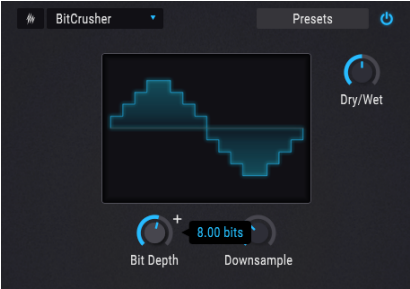 BitCrusher
Presets
Dry/Wet
+
8.00 bits
Bit Depth
Downsample